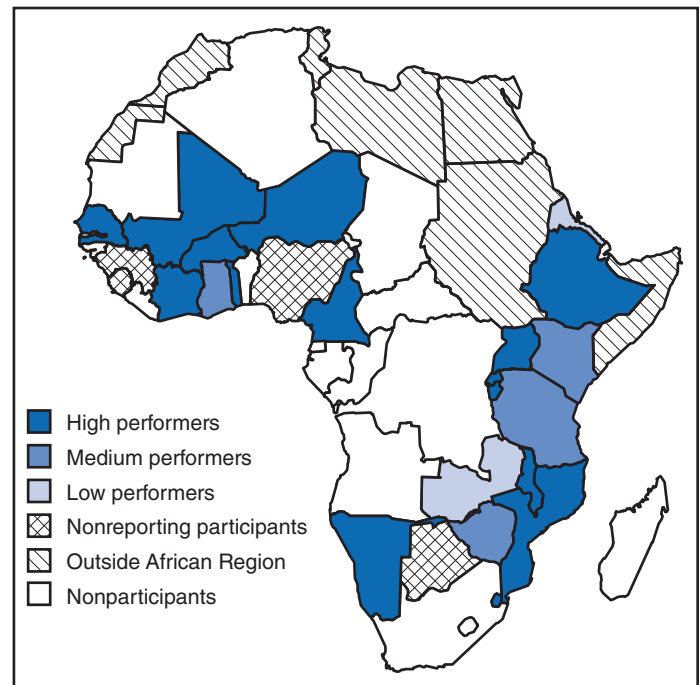 High performers
Medium performers
Low performers
Nonreporting participants
Outside African Region
Nonparticipants